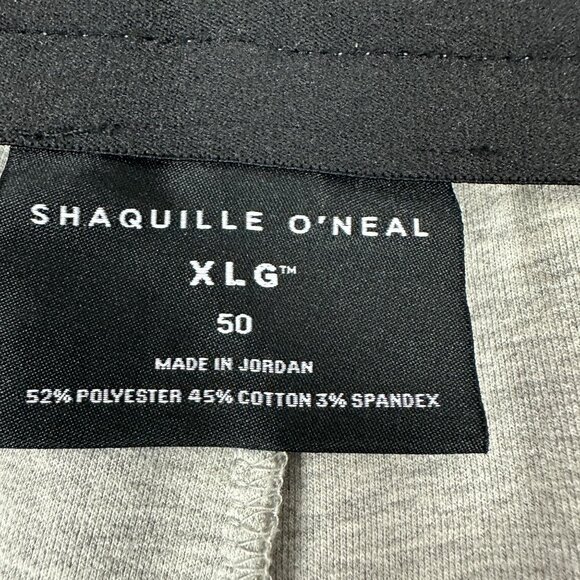 SHAQUILLE O'NEAL
XLG™
50
MADE IN JORDAN
52% POLYESTER 45% COTTON 3% SPANDEX